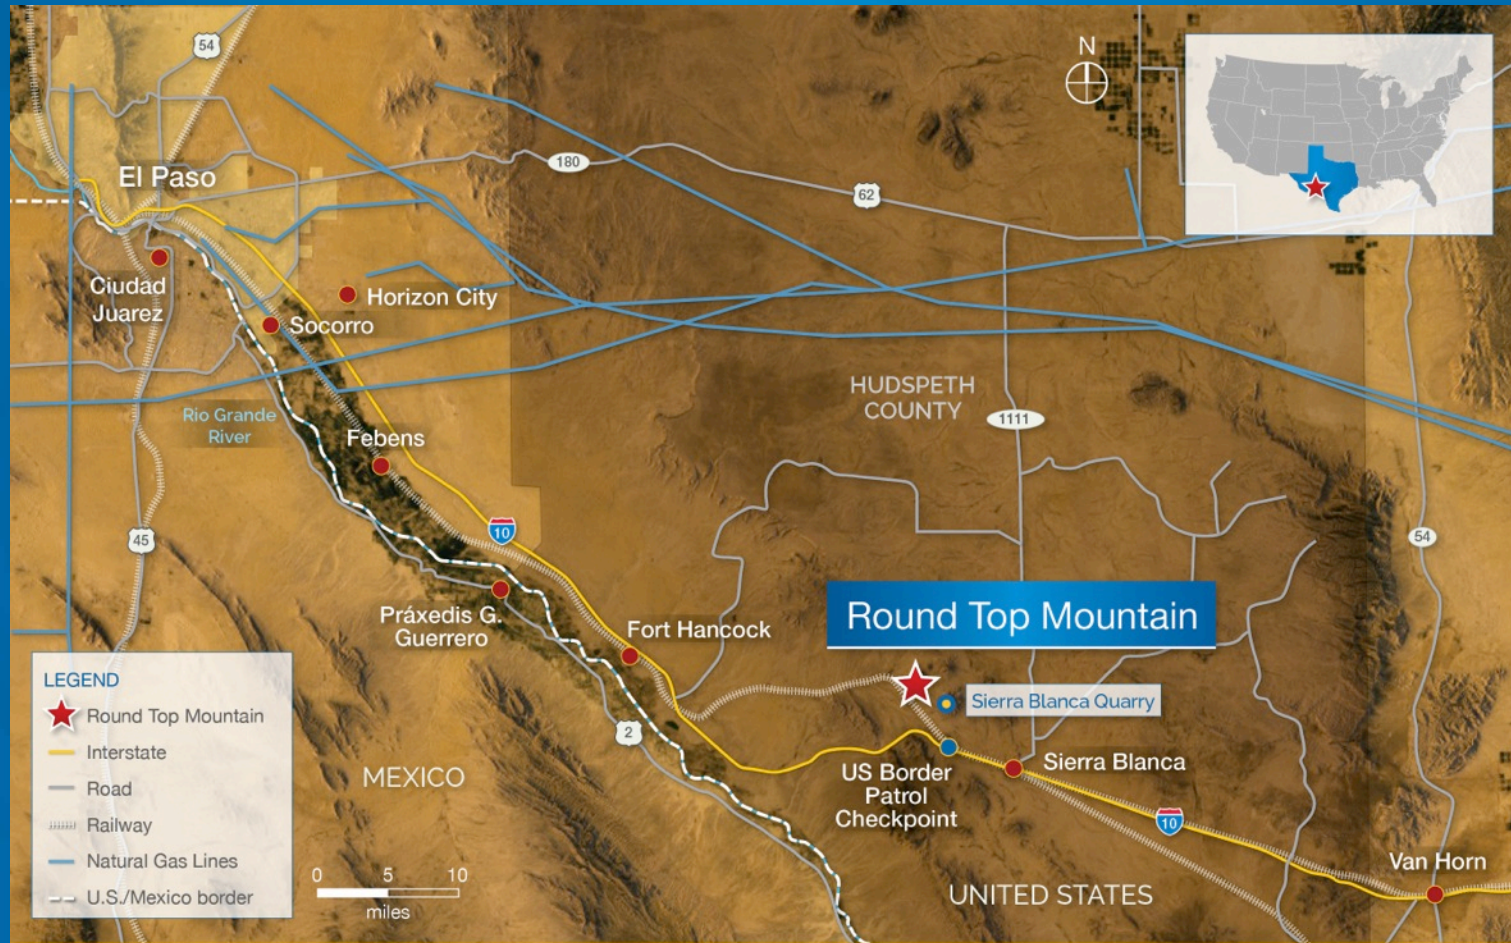 54
N
180
62
El Paso
Ciudad
Juarez
Horizon City
Socorro
HUDSPETH
COUNTY
Rio Grande
River
1111
Febens
10
45
54
Práxedis G.
Guerrero
Round Top Mountain
Fort Hancock
Sierra Blanca Quarry
2
MEXICO
US Border
Patrol
Checkpoint
Sierra Blanca
10
Van Horn
UNITED STATES
LEGEND
Round Top Mountain
Interstate
Road
Railway
Natural Gas Lines
U.S./Mexico border
0 5 10
miles